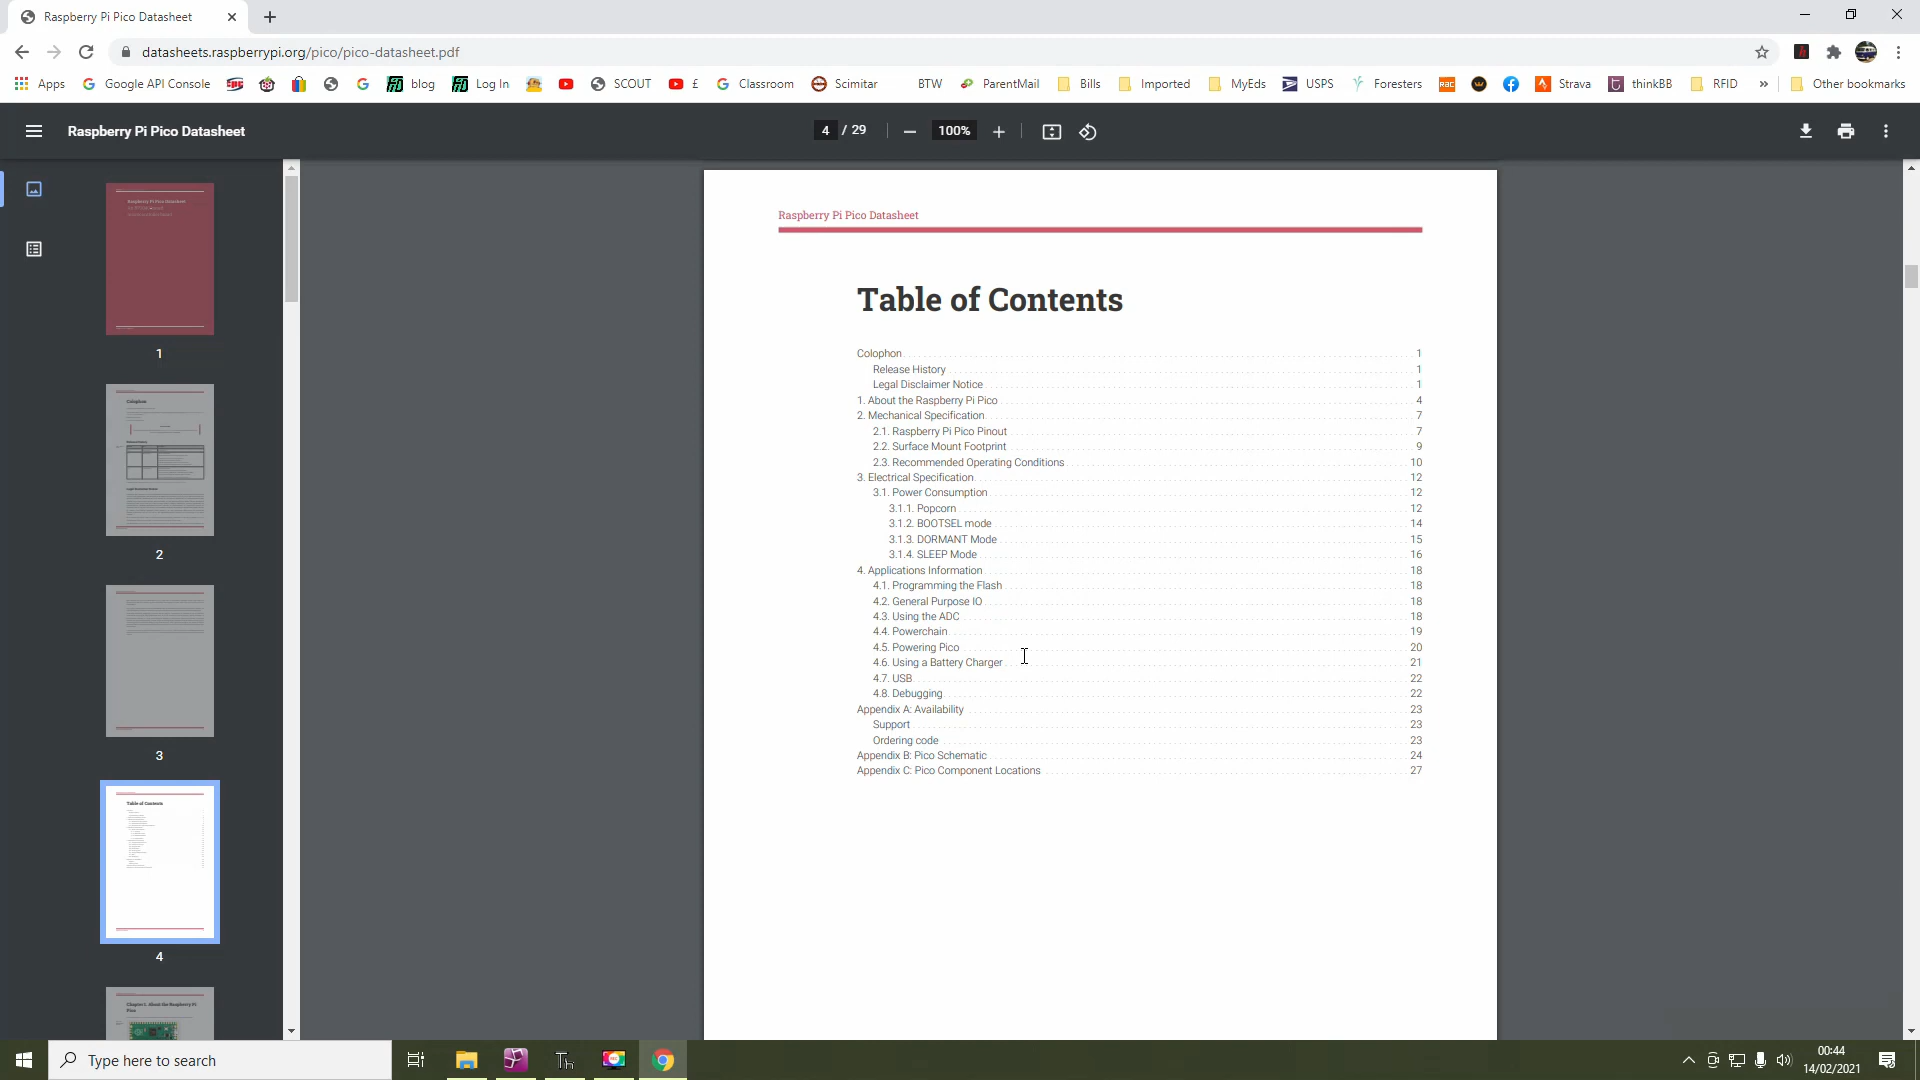 Raspberry Pi Pico Datasheet
datasheets.raspberrypi.org/pico/pico-datasheet.pdf
Apps Google API Console blog Log In SCOUT £ Classroom Scimitar BTW ParentMail Bills Imported MyEds USPS Foresters RAC Strava thinkBB RFID » Other bookmarks
Raspberry Pi Pico Datasheet 4 / 29 100%
1
2
3
Table of Contents
4
Raspberry Pi Pico Datasheet
Table of Contents
Colophon 1
Release History 1
Legal Disclaimer Notice 1
1. About the Raspberry Pi Pico 4
2. Mechanical Specification 7
2.1. Raspberry Pi Pico Pinout 7
2.2. Surface Mount Footprint 9
2.3. Recommended Operating Conditions 10
3. Electrical Specification 12
3.1. Power Consumption 12
3.1.1. Popcorn 12
3.1.2. BOOTSEL mode 14
3.1.3. DORMANT Mode 15
3.1.4. SLEEP Mode 16
4. Applications Information 18
4.1. Programming the Flash 18
4.2. General Purpose IO 18
4.3. Using the ADC 18
4.4. Powerchain 19
4.5. Powering Pico 20
4.6. Using a Battery Charger 21
4.7. USB 22
4.8. Debugging 22
Appendix A: Availability 23
Support 23
Ordering code 23
Appendix B: Pico Schematic 24
Appendix C: Pico Component Locations 27
Type here to search
00:44
14/02/2021